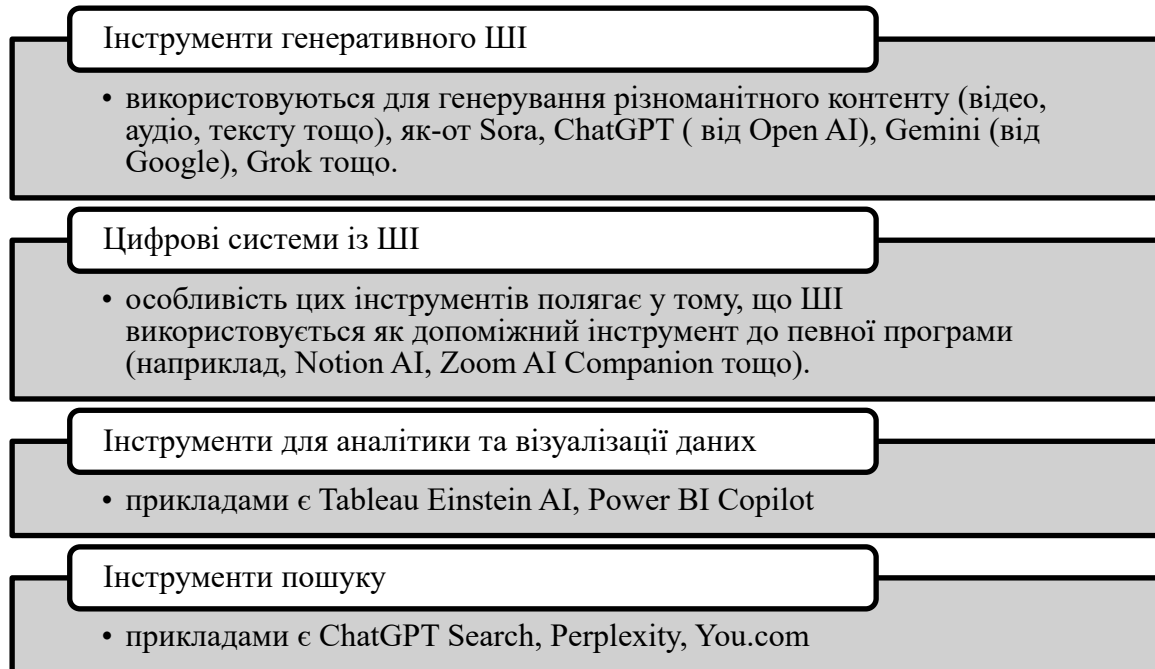 Інструменти генеративного ШІ
• використовуються для генерування різноманітного контенту (відео,
аудіо, тексту тощо), як-от Sora, ChatGPT ( від Open AI), Gemini (від
Google), Grok тощо.
Цифрові системи із ШІ
• особливість цих інструментів полягає у тому, що ШІ
використовується як допоміжний інструмент до певної програми
(наприклад, Notion AI, Zoom AI Companion тощо).
Інструменти для аналітики та візуалізації даних
• прикладами є Tableau Einstein AI, Power BI Copilot
Інструменти пошуку
• прикладами є ChatGPT Search, Perplexity, You.com